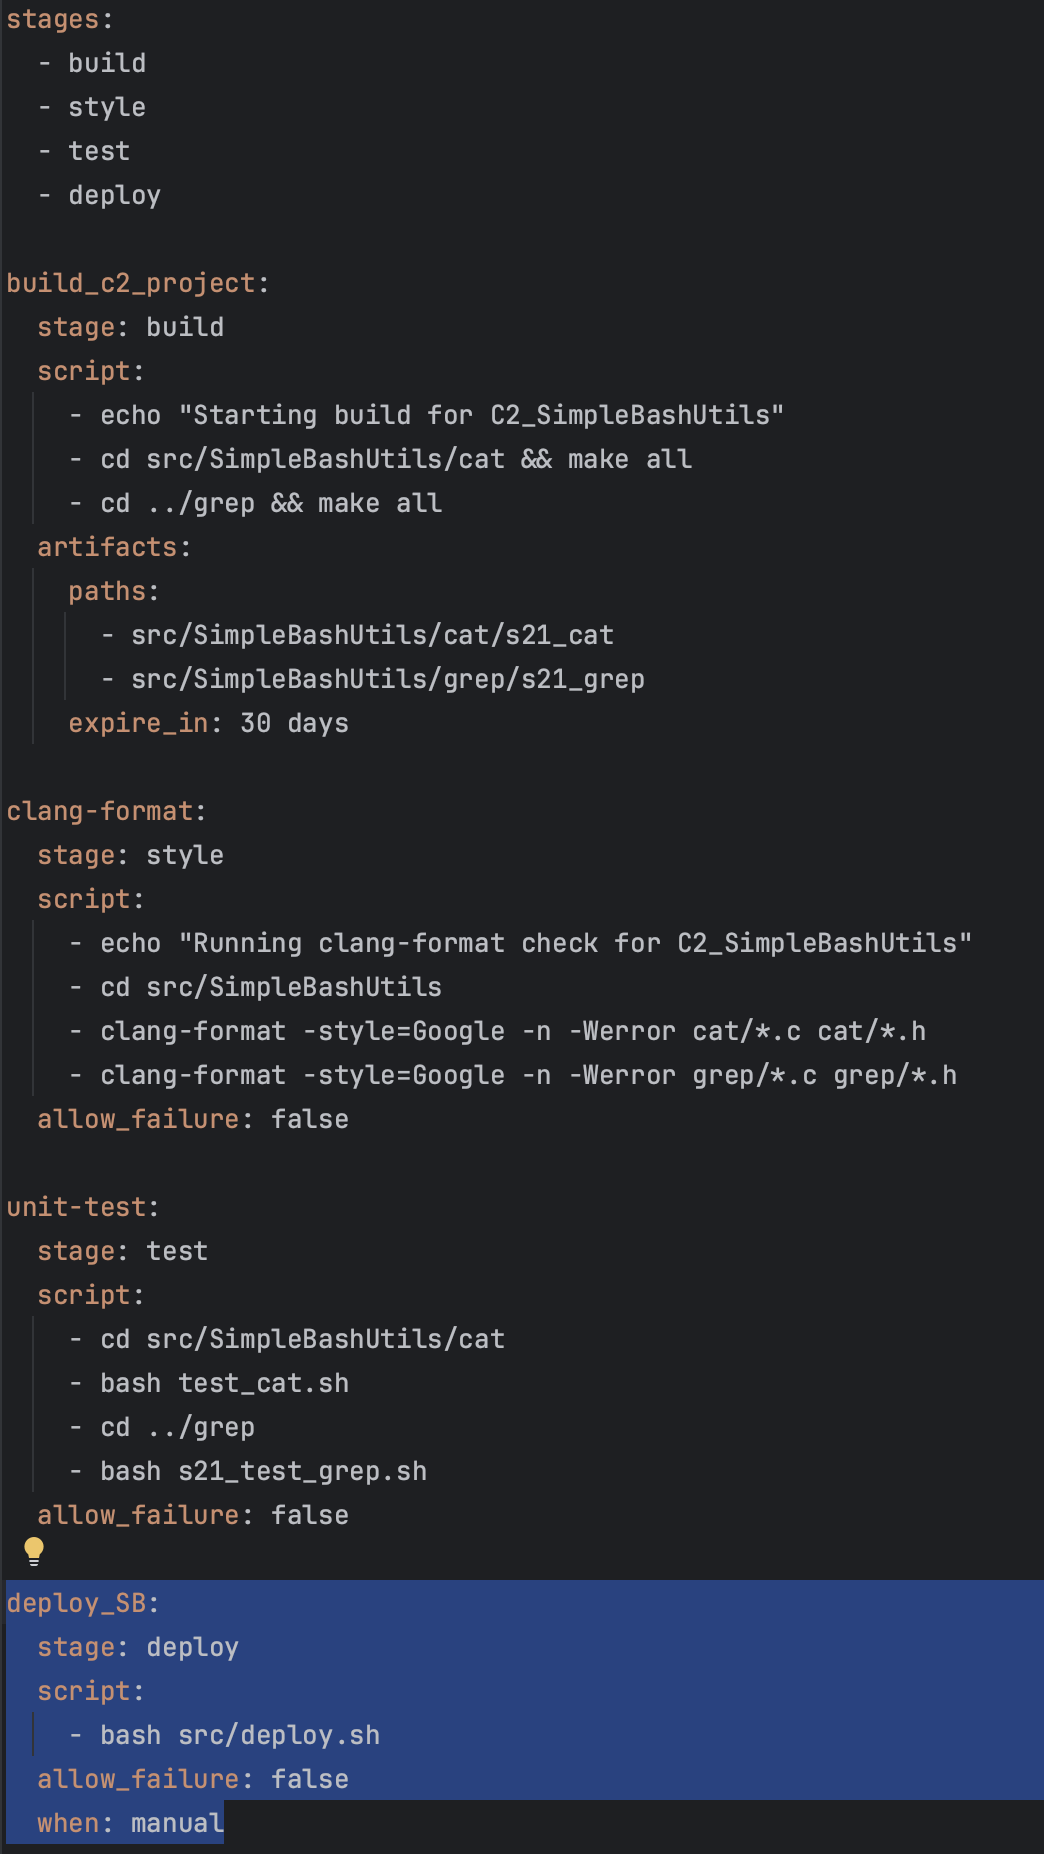 stages:
  - build
  - style
  - test
  - deploy

build_c2_project:
  stage: build
  script:
    - echo "Starting build for C2_SimpleBashUtils"
    - cd src/SimpleBashUtils/cat && make all
    - cd ../grep && make all
  artifacts:
    paths:
      - src/SimpleBashUtils/cat/s21_cat
      - src/SimpleBashUtils/grep/s21_grep
    expire_in: 30 days

clang-format:
  stage: style
  script:
    - echo "Running clang-format check for C2_SimpleBashUtils"
    - cd src/SimpleBashUtils
    - clang-format -style=Google -n -Werror cat/*.c cat/*.h
    - clang-format -style=Google -n -Werror grep/*.c grep/*.h
  allow_failure: false

unit-test:
  stage: test
  script:
    - cd src/SimpleBashUtils/cat
    - bash test_cat.sh
    - cd ../grep
    - bash s21_test_grep.sh
  allow_failure: false

deploy_SB:
  stage: deploy
  script:
    - bash src/deploy.sh
  allow_failure: false
  when: manual